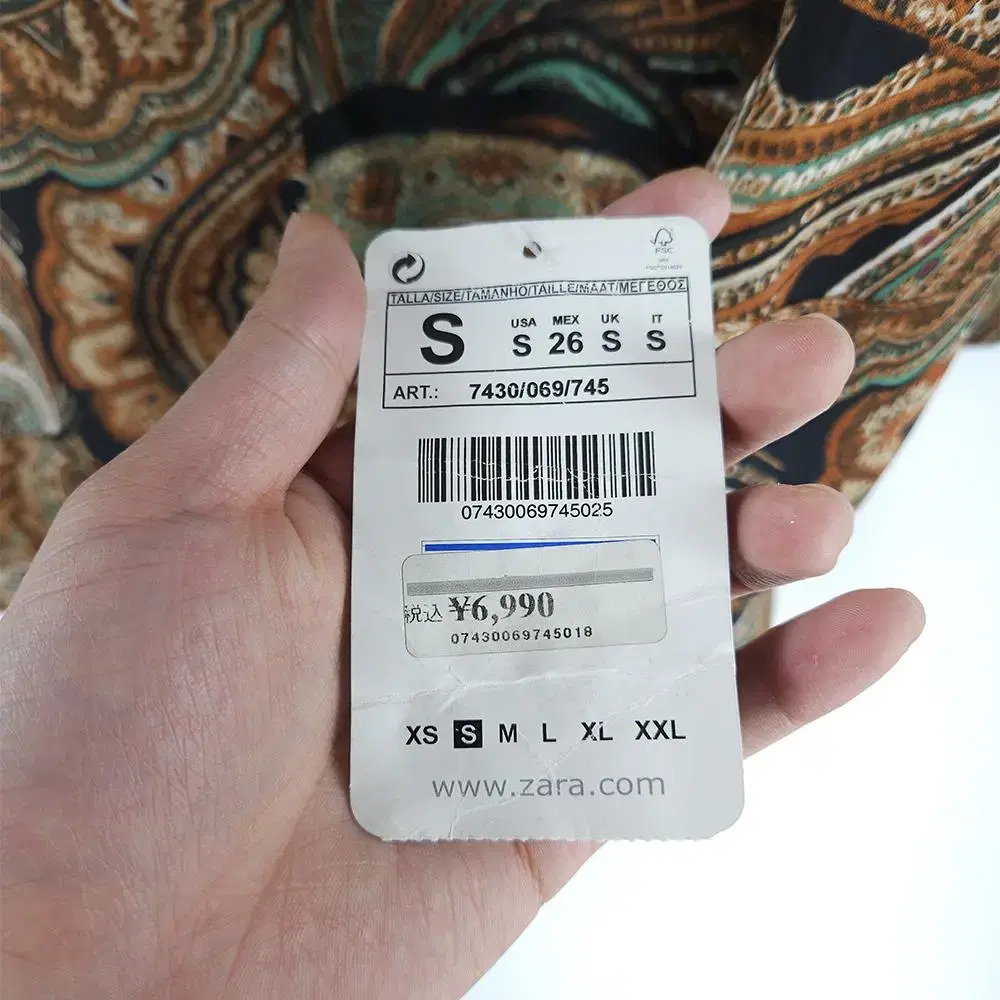 FSC
TALLA/SIZE/TAMANHO/TAILLE/MAAT/ΜΕΓΕΘΟΣ
S USA S MEX 26 UK S IT S
ART.: 7430/069/745
07430069745025
税込 ¥6,990
07430069745018
XS S M L XL XXL
www.zara.com